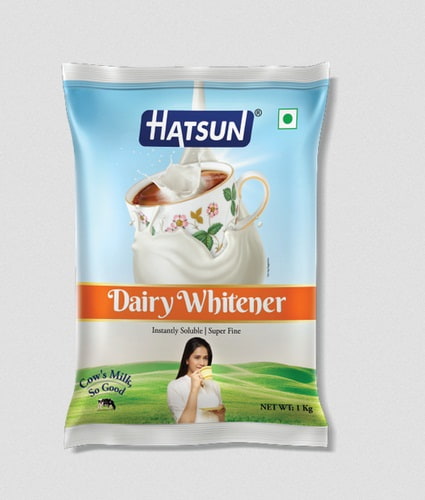 HATSUN®
Dairy Whitener
Instantly Soluble | Super Fine
Cow's Milk,
So Good
NET WT: 1 Kg